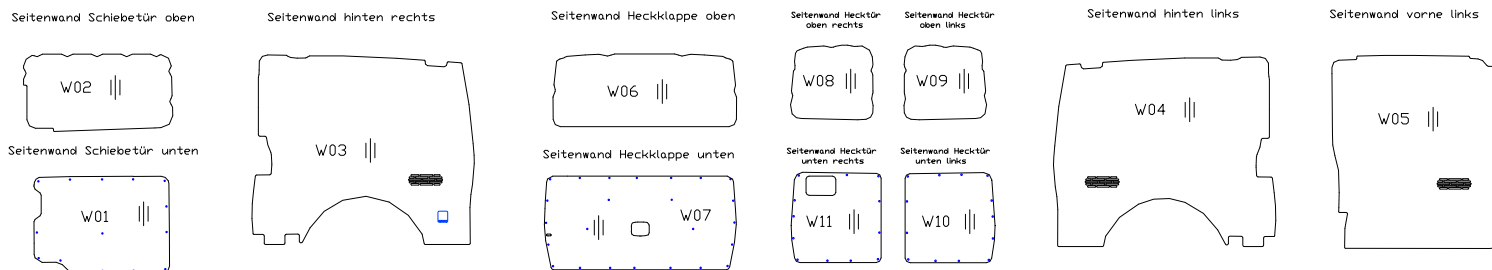 Seitenwand Schiebetür oben
Seitenwand hinten rechts
Seitenwand Heckklappe oben
Seitenwand Hecktür
oben rechts
Seitenwand Hecktür
oben links
Seitenwand hinten links
Seitenwand vorne links
W02
W03
W06
W08
W09
W04
W05
Seitenwand Schiebetür unten
Seitenwand Heckklappe unten
Seitenwand Hecktür
unten rechts
Seitenwand Hecktür
unten links
W01
W07
W11
W10